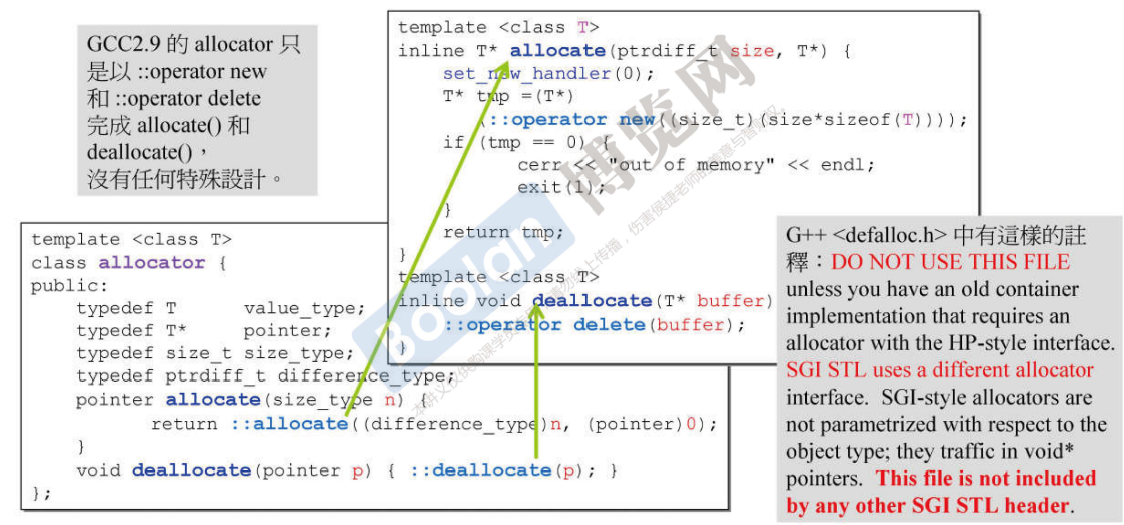 GCC2.9 的 allocator 只
是以 ::operator new
和 ::operator delete
完成 allocate() 和
deallocate()，
沒有任何特殊設計。
template <class T>
inline T* allocate(ptrdiff_t size, T*) {
    set_new_handler(0);
    T* tmp =(T*)
        (::operator new((size_t)(size*sizeof(T))));
    if (tmp == 0) {
            cerr << "out of memory" << endl;
            exit(1);
    }
    return tmp;
}
template <class T>
inline void deallocate(T* buffer)
    ::operator delete(buffer);
}
template <class T>
class allocator {
public:
    typedef T      value_type;
    typedef T*     pointer;
    typedef size_t size_type;
    typedef ptrdiff_t difference_type;
    pointer allocate(size_type n) {
            return ::allocate((difference_type)n, (pointer)0);
    }
    void deallocate(pointer p) { ::deallocate(p); }
};
G++ <defalloc.h> 中有這樣的註
釋：DO NOT USE THIS FILE
unless you have an old container
implementation that requires an
allocator with the HP-style interface.
SGI STL uses a different allocator
interface.  SGI-style allocators are
not parametrized with respect to the
object type; they traffic in void*
pointers.  This file is not included
by any other SGI STL header.
Boolan 博览网